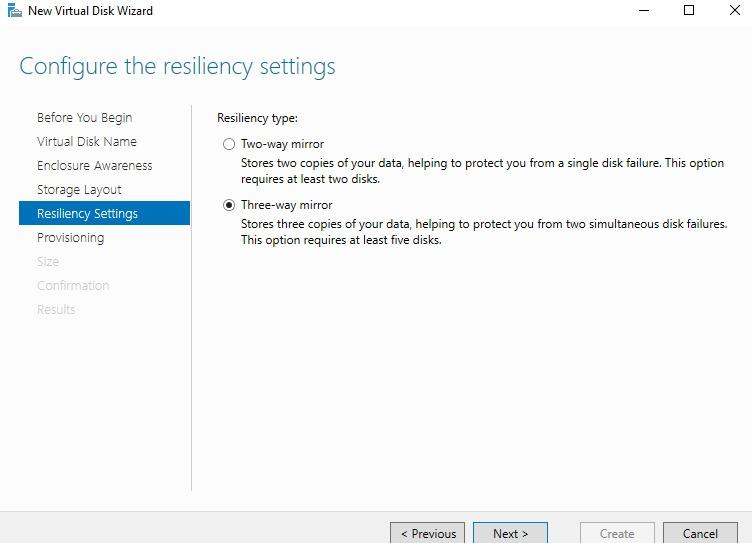 New Virtual Disk Wizard
Configure the resiliency settings
Before You Begin
Virtual Disk Name
Enclosure Awareness
Storage Layout
Resiliency Settings
Provisioning
Size
Confirmation
Results
Resiliency type:
Two-way mirror
Stores two copies of your data, helping to protect you from a single disk failure. This option
requires at least two disks.
Three-way mirror
Stores three copies of your data, helping to protect you from two simultaneous disk failures.
This option requires at least five disks.
< Previous
Next >
Create
Cancel